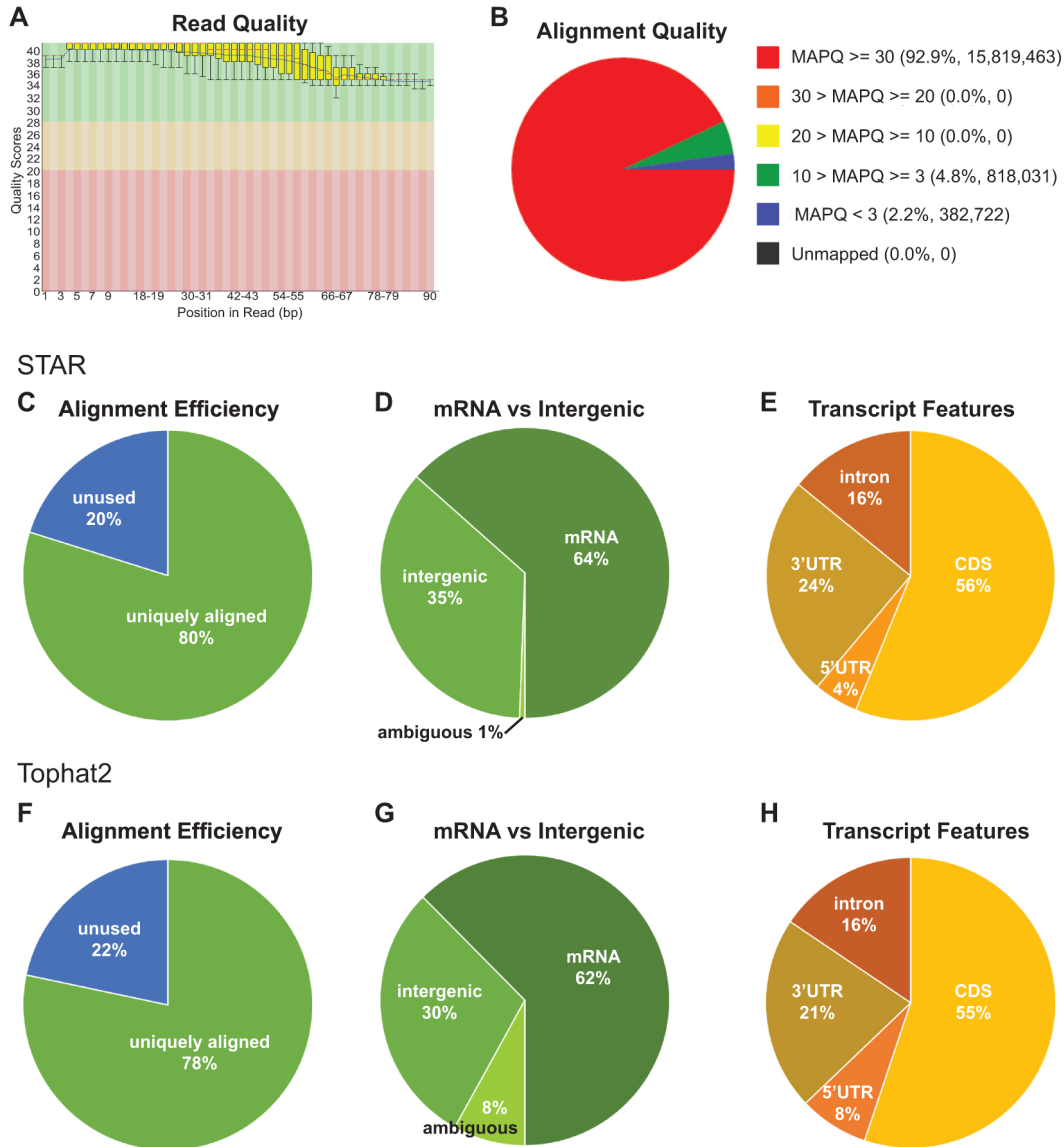 A
Read Quality
40
38
36
34
32
30
28
26
24
22
20
18
16
14
12
10
8
6
4
2
0
Quality Scores
1 3 5 7 9 18-19 30-31 42-43 54-55 66-67 78-79 90
Position in Read (bp)
B
Alignment Quality
MAPQ >= 30 (92.9%, 15,819,463)
30 > MAPQ >= 20 (0.0%, 0)
20 > MAPQ >= 10 (0.0%, 0)
10 > MAPQ >= 3 (4.8%, 818,031)
MAPQ < 3 (2.2%, 382,722)
Unmapped (0.0%, 0)
STAR
C
Alignment Efficiency
unused
20%
uniquely aligned
80%
D
mRNA vs Intergenic
mRNA
64%
intergenic
35%
ambiguous 1%
E
Transcript Features
intron
16%
3’UTR
24%
CDS
56%
5’UTR
4%
Tophat2
F
Alignment Efficiency
unused
22%
uniquely aligned
78%
G
mRNA vs Intergenic
mRNA
62%
intergenic
30%
8%
ambiguous
H
Transcript Features
intron
16%
3’UTR
21%
CDS
55%
5’UTR
8%